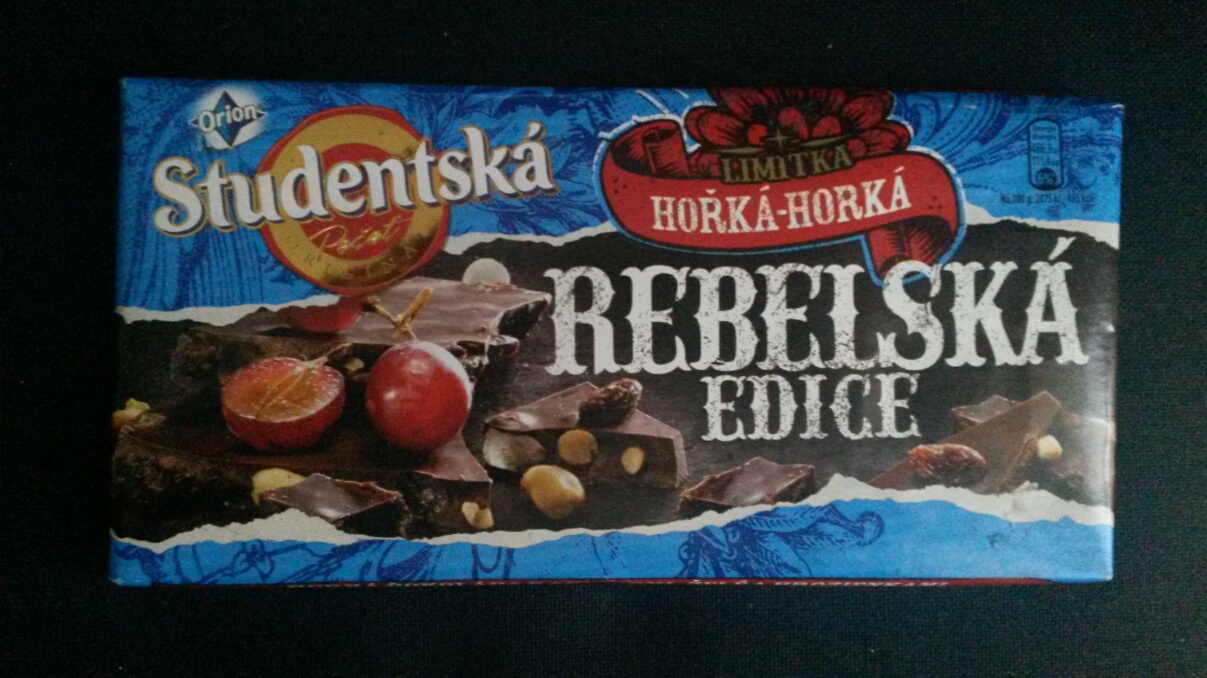 Orion
Studentská
Pečeť
LIMITKA
HOŘKÁ-HORKÁ
REBELSKÁ
EDICE